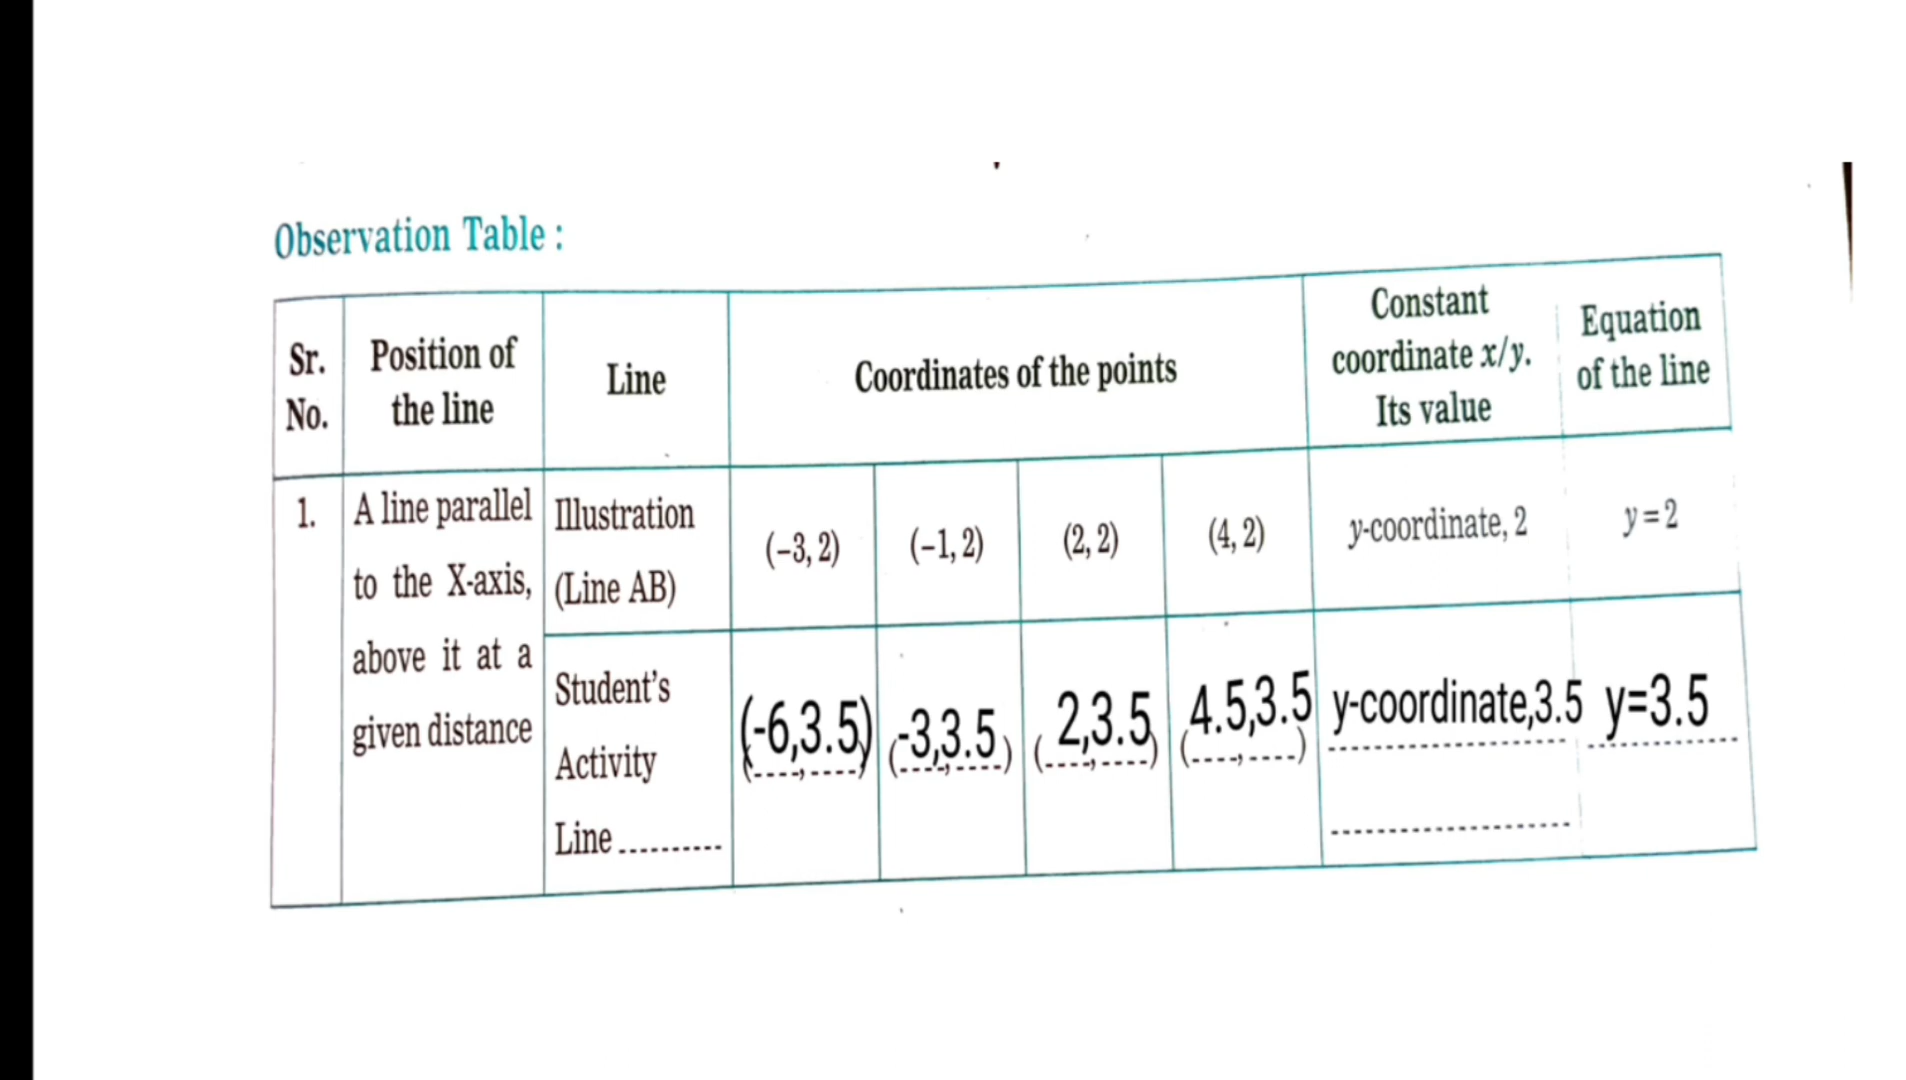 Observation Table :
Sr.
No.
Position of
the line
Line
Coordinates of the points
Constant
coordinate x/y.
Its value
Equation
of the line
1.
A line parallel
to the X-axis,
above it at a
given distance
Illustration
(Line AB)
(–3, 2)
(–1, 2)
(2, 2)
(4, 2)
y-coordinate, 2
y = 2
Student's
Activity
Line ..........
(-6,3.5)
(-3,3.5)
(2,3.5)
(4.5,3.5)
y-coordinate,3.5
y=3.5